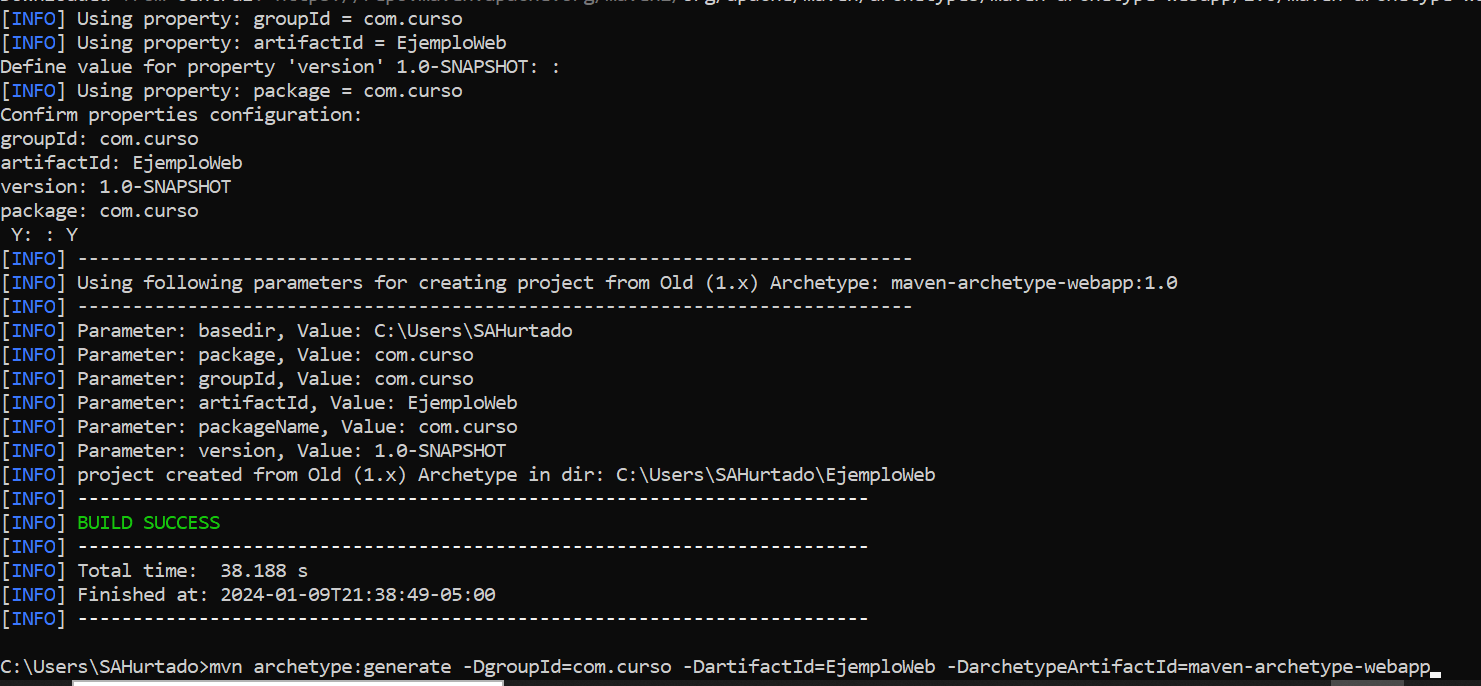 [INFO] Using property: groupId = com.curso
[INFO] Using property: artifactId = EjemploWeb
Define value for property 'version' 1.0-SNAPSHOT: :
[INFO] Using property: package = com.curso
Confirm properties configuration:
groupId: com.curso
artifactId: EjemploWeb
version: 1.0-SNAPSHOT
package: com.curso
 Y: : Y
[INFO] ----------------------------------------------------------------------------
[INFO] Using following parameters for creating project from Old (1.x) Archetype: maven-archetype-webapp:1.0
[INFO] ----------------------------------------------------------------------------
[INFO] Parameter: basedir, Value: C:\Users\SAHurtado
[INFO] Parameter: package, Value: com.curso
[INFO] Parameter: groupId, Value: com.curso
[INFO] Parameter: artifactId, Value: EjemploWeb
[INFO] Parameter: packageName, Value: com.curso
[INFO] Parameter: version, Value: 1.0-SNAPSHOT
[INFO] project created from Old (1.x) Archetype in dir: C:\Users\SAHurtado\EjemploWeb
[INFO] ------------------------------------------------------------------------
[INFO] BUILD SUCCESS
[INFO] ------------------------------------------------------------------------
[INFO] Total time:  38.188 s
[INFO] Finished at: 2024-01-09T21:38:49-05:00
[INFO] ------------------------------------------------------------------------
C:\Users\SAHurtado>mvn archetype:generate -DgroupId=com.curso -DartifactId=EjemploWeb -DarchetypeArtifactId=maven-archetype-webapp